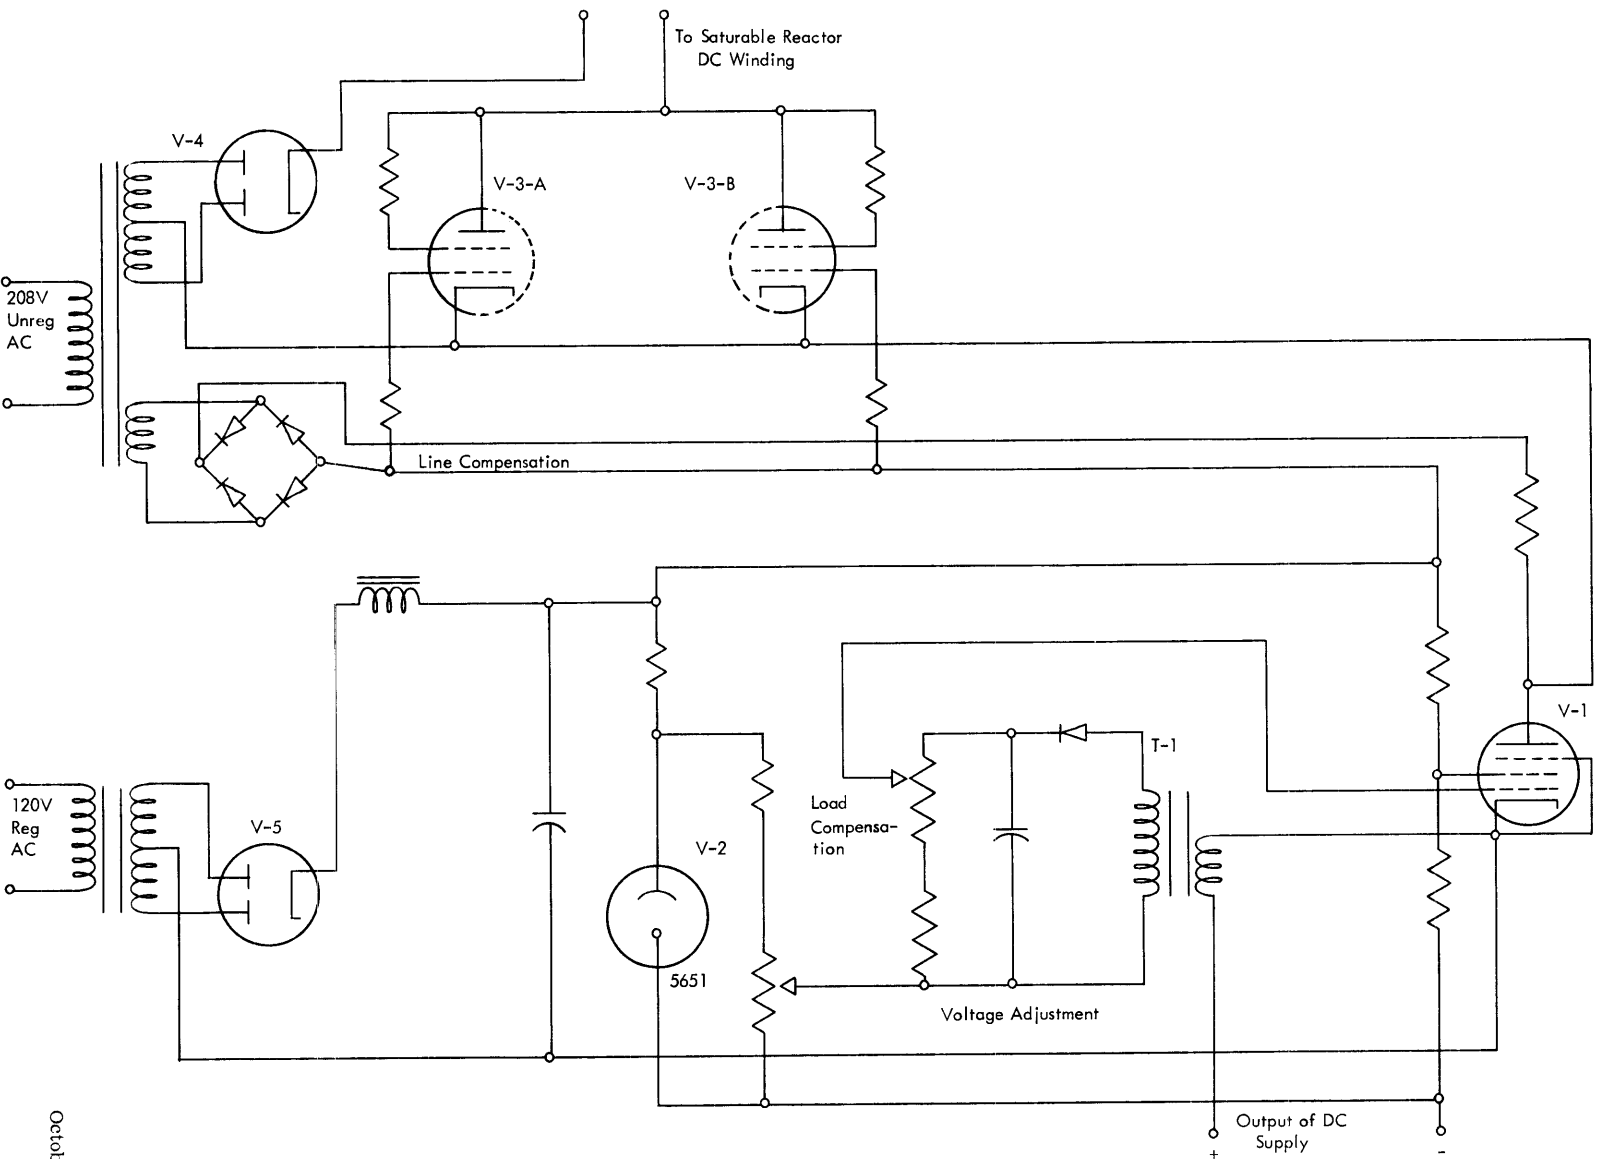 To Saturable Reactor
DC Winding
V-4
V-3-A
V-3-B
208V
Unreg
AC
Line Compensation
V-1
T-1
120V
Reg
AC
Load
Compensa-
tion
V-5
V-2
5651
Voltage Adjustment
Output of DC
Supply
+
-